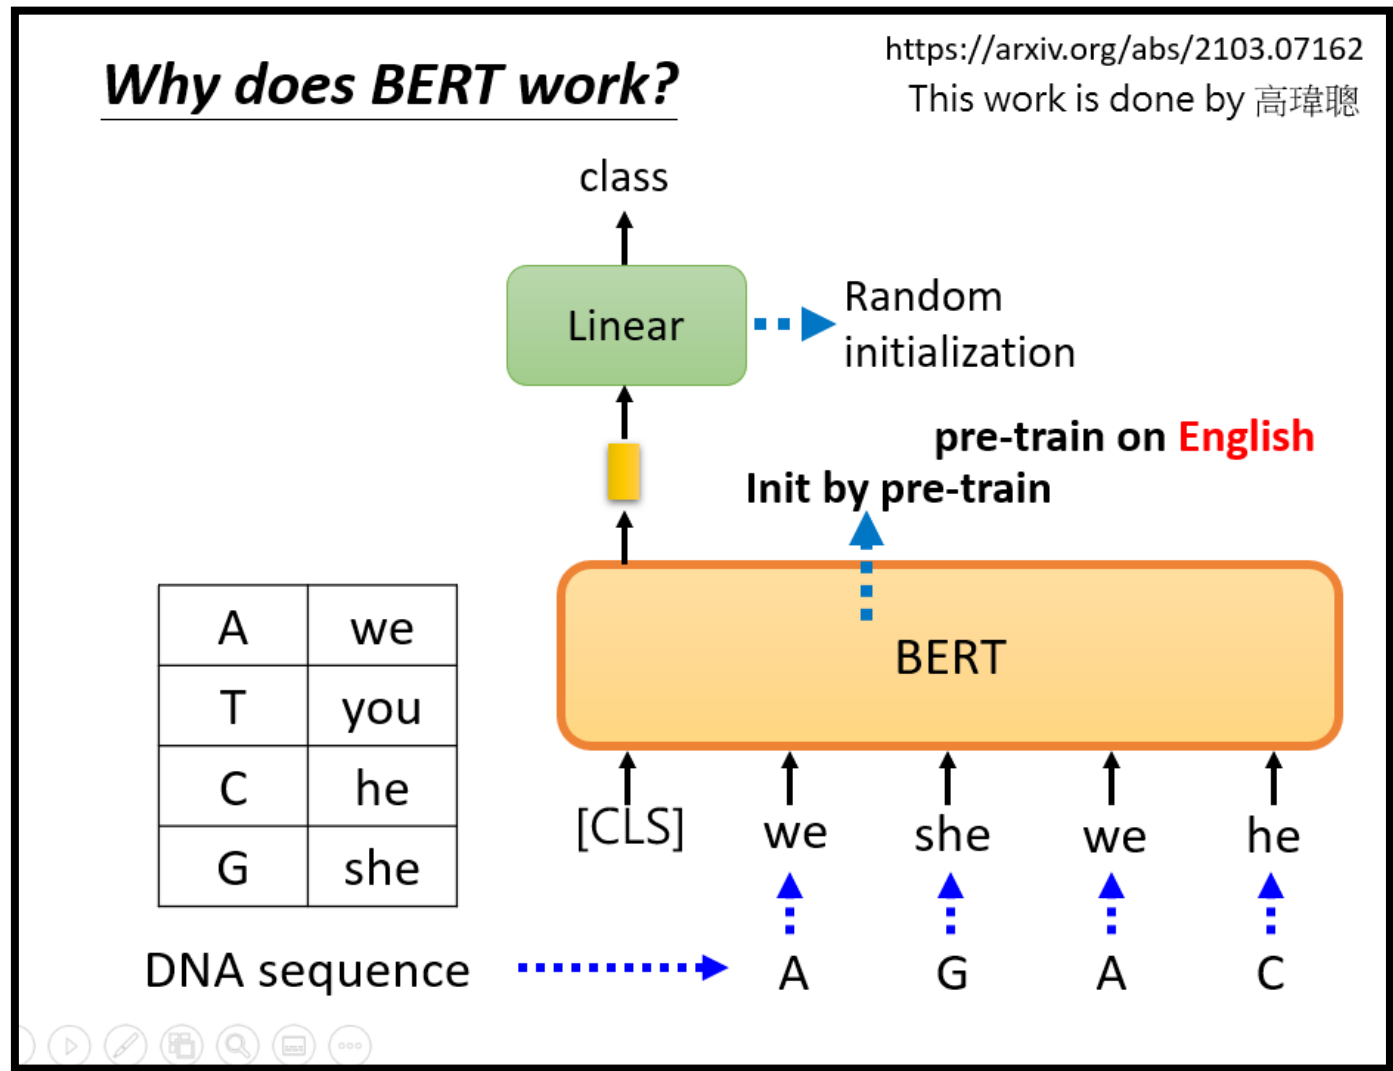 Why does BERT work?
https://arxiv.org/abs/2103.07162
This work is done by 高瑋聰
class
Linear
Random
initialization
pre-train on English
Init by pre-train
BERT
A we
T you
C he
G she
[CLS] we she we he
DNA sequence A G A C